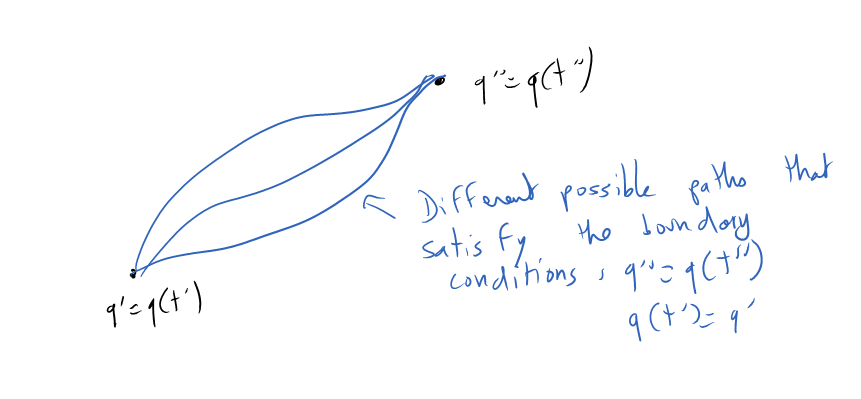 q''=q(t'')
Different possible paths that
satisfy the boundary
conditions, q''=q(t'')
q(t')=q'
q'=q(t')